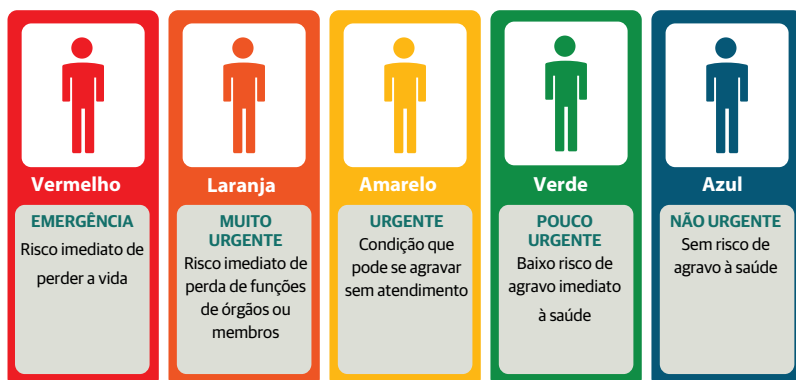 Vermelho
EMERGÊNCIA
Risco imediato de
perder a vida
Laranja
MUITO
URGENTE
Risco imediato de
perda de funções
de órgãos ou
membros
Amarelo
URGENTE
Condição que
pode se agravar
sem atendimento
Verde
POUCO
URGENTE
Baixo risco de
agravo imediato
à saúde
Azul
NÃO URGENTE
Sem risco de
agravo à saúde